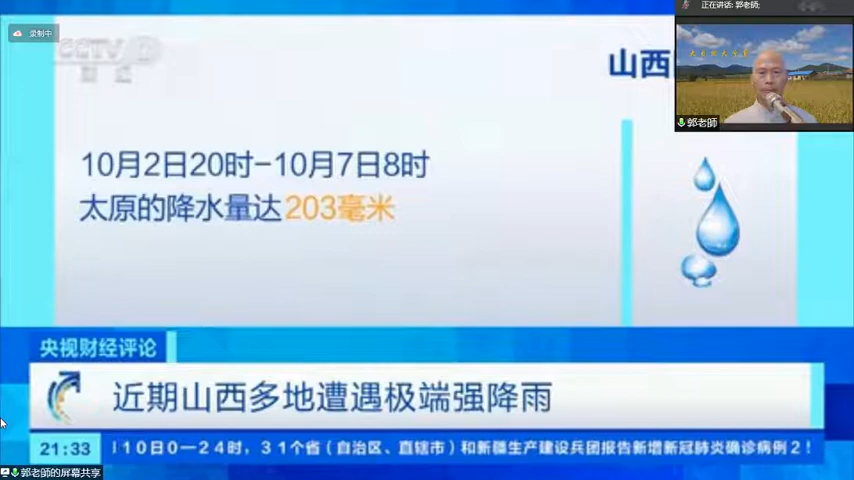 正在讲话: 郭老師;
录制中
CCTV 2
财经
山西
郭老師
10月2日20时-10月7日8时
太原的降水量达203毫米
央视财经评论
近期山西多地遭遇极端强降雨
21:33
月10日0—24时，31个省（自治区、直辖市）和新疆生产建设兵团报告新增新冠肺炎确诊病例2
郭老師的屏幕共享